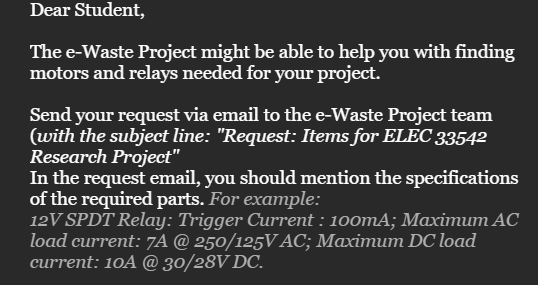 Dear Student,
The e-Waste Project might be able to help you with finding
motors and relays needed for your project.
Send your request via email to the e-Waste Project team
(with the subject line: "Request: Items for ELEC 33542
Research Project"
In the request email, you should mention the specifications
of the required parts. For example:
12V SPDT Relay: Trigger Current : 100mA; Maximum AC
load current: 7A @ 250/125V AC; Maximum DC load
current: 10A @ 30/28V DC.